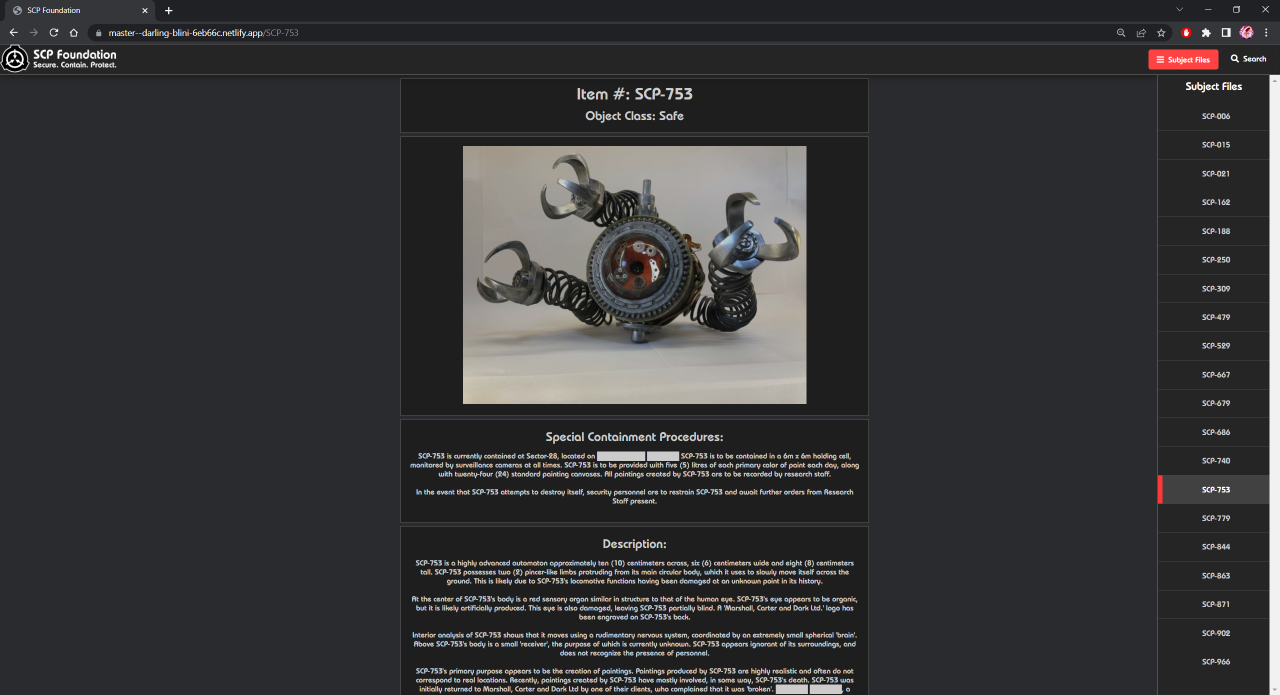 SCP Foundation
master--darling-blini-6eb66c.netlify.app/SCP-753
SCP Foundation
Secure. Contain. Protect.
Subject Files
Search
Item #: SCP-753
Object Class: Safe
Special Containment Procedures:
SCP-753 is currently contained at Sector-28, located on
SCP-753 is to be contained in a 6m x 6m holding cell,
monitored by surveillance cameras at all times. SCP-753 is to be provided with five (5) litres of each primary color of paint each day, along
with twenty-four (24) standard painting canvases. All paintings created by SCP-753 are to be recorded by research staff.
In the event that SCP-753 attempts to destroy itself, security personnel are to restrain SCP-753 and await further orders from Research
Staff present.
Description:
SCP-753 is a highly advanced automaton approximately ten (10) centimeters across, six (6) centimeters wide and eight (8) centimeters
tall. SCP-753 possesses two (2) pincer-like limbs protruding from its main circular body, which it uses to slowly move itself across the
ground. This is likely due to SCP-753's locomotive functions having been damaged at an unknown point in its history.
At the center of SCP-753's body is a red sensory organ similar in structure to that of the human eye. SCP-753's eye appears to be organic,
but it is likely artificially produced. This eye is also damaged, leaving SCP-753 partially blind. A 'Marshall, Carter and Dark Ltd.' logo has
been engraved on SCP-753's back.
Interior analysis of SCP-753 shows that it moves using a rudimentary nervous system, coordinated by an extremely small spherical 'brain'.
Above SCP-753's body is a small 'receiver', the purpose of which is currently unknown. SCP-753 appears ignorant of its surroundings, and
does not recognize the presence of personnel.
SCP-753's primary purpose appears to be the creation of paintings. Paintings produced by SCP-753 are highly realistic and often do not
correspond to real locations. Recently, paintings created by SCP-753 have mostly involved, in some way, SCP-753's death. SCP-753 was
initially returned to Marshall, Carter and Dark Ltd by one of their clients, who complained that it was 'broken'.
, a
Subject Files
SCP-006
SCP-015
SCP-021
SCP-162
SCP-188
SCP-250
SCP-309
SCP-479
SCP-529
SCP-667
SCP-679
SCP-686
SCP-740
SCP-753
SCP-779
SCP-844
SCP-863
SCP-871
SCP-902
SCP-966